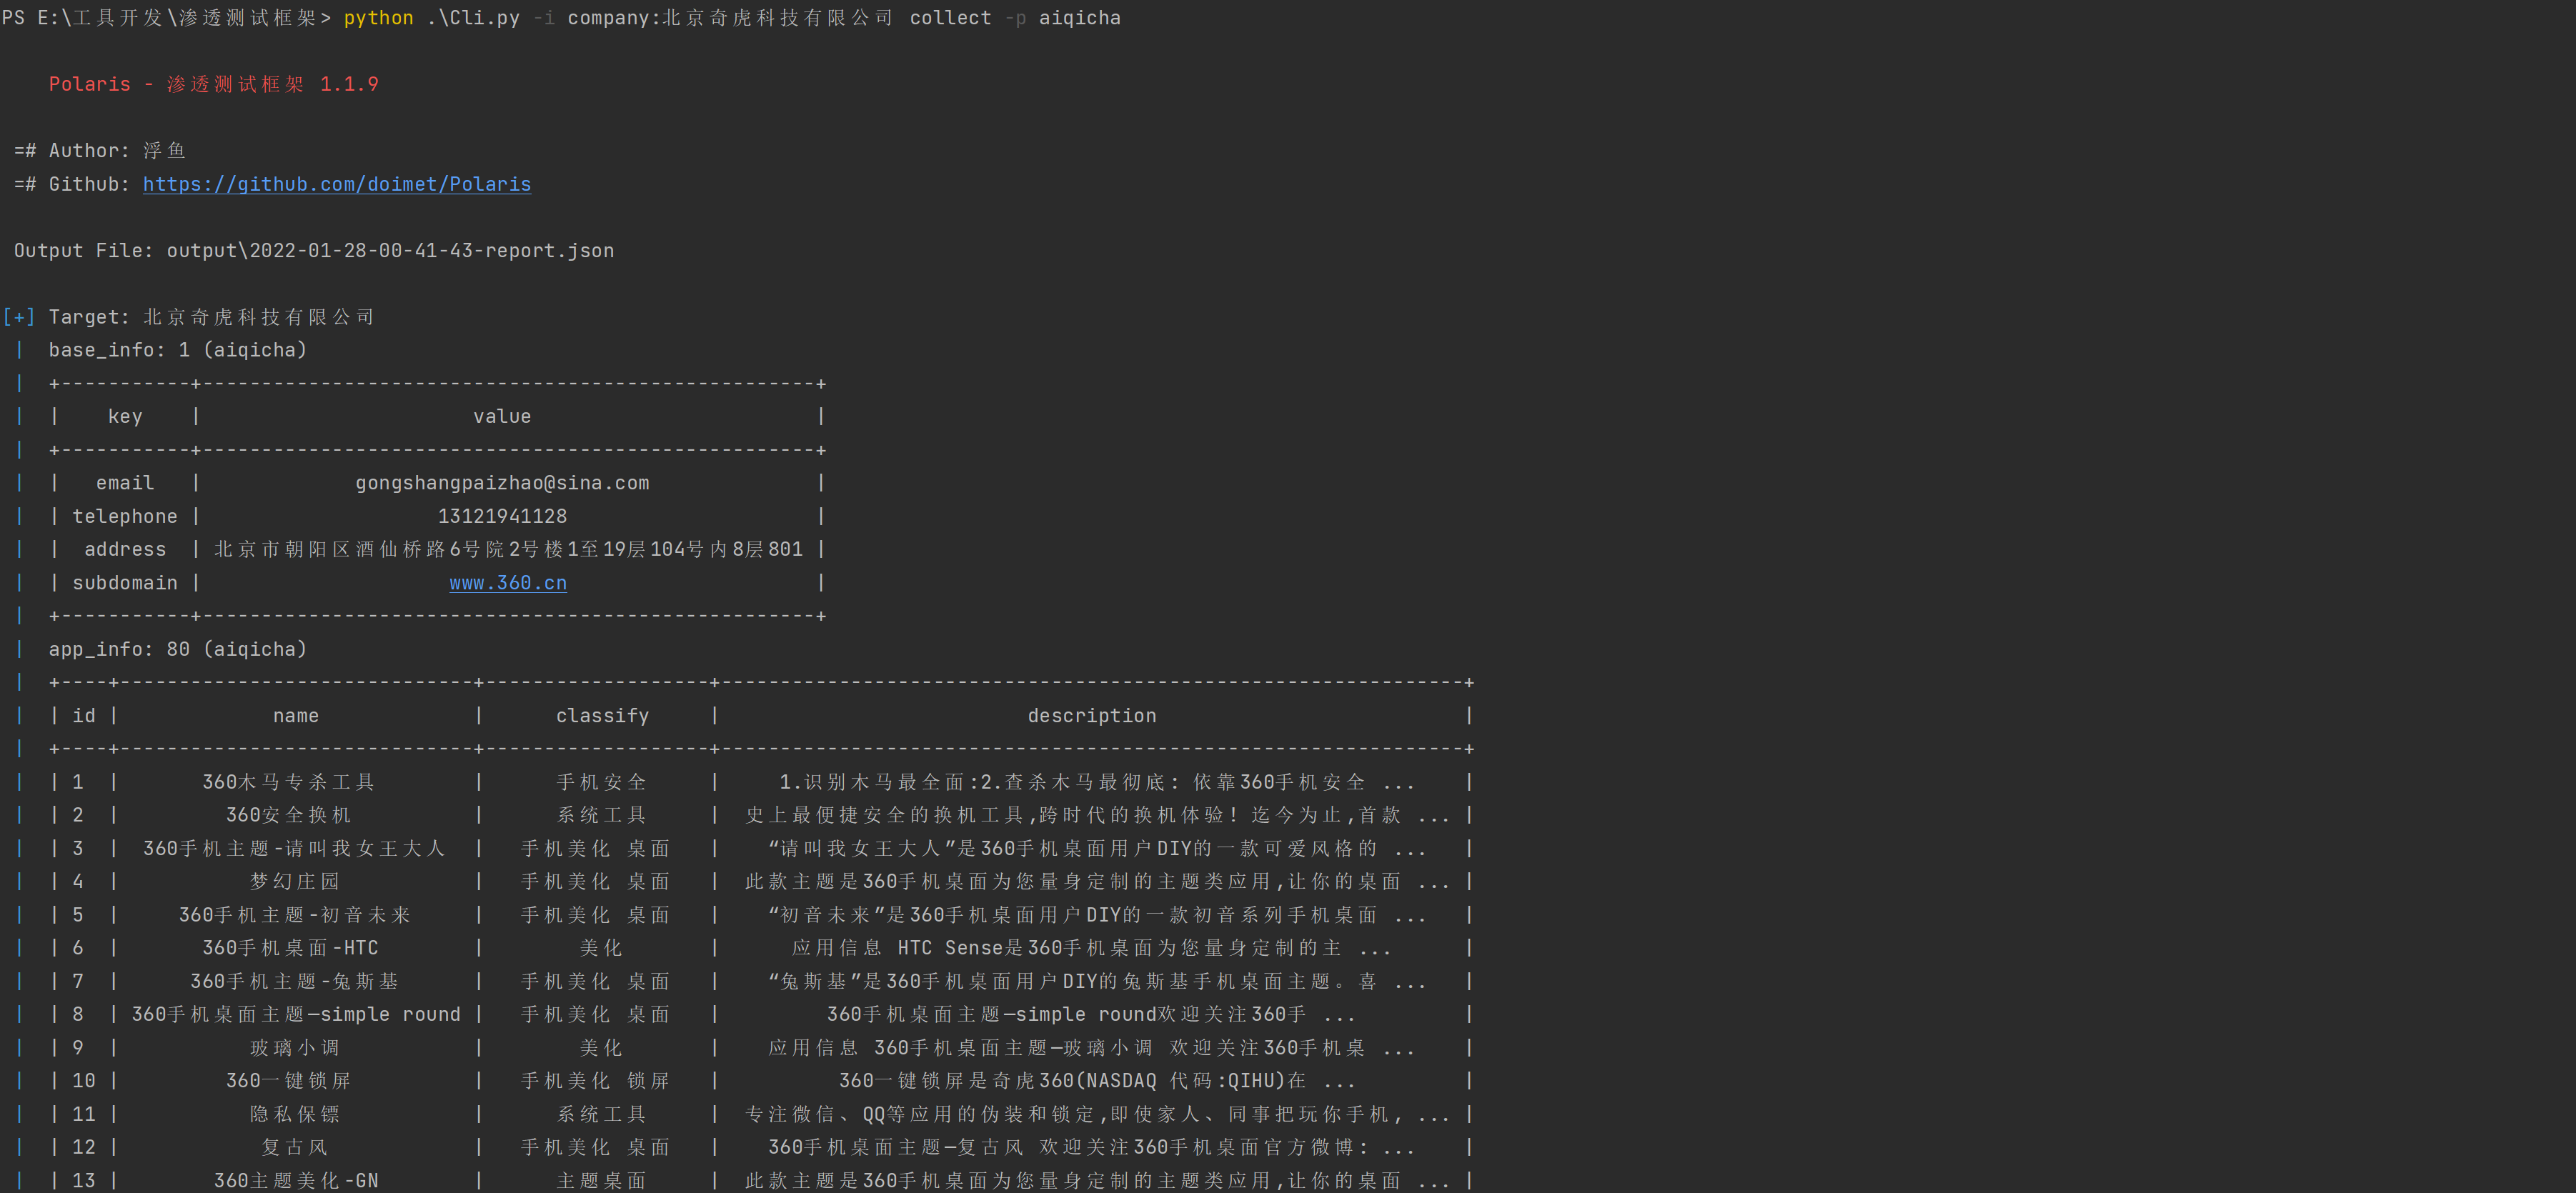 PS E:\工具开发\渗透测试框架> python .\Cli.py -i company:北京奇虎科技有限公司 collect -p aiqicha
Polaris - 渗透测试框架 1.1.9
=# Author: 浮鱼
=# Github: https://github.com/doimet/Polaris
Output File: output\2022-01-28-00-41-43-report.json
[+] Target: 北京奇虎科技有限公司
| base_info: 1 (aiqicha)
| +-----------+----------------------------------------------------+
| | key | value |
| +-----------+----------------------------------------------------+
| | email | gongshangpaizhao@sina.com |
| | telephone | 13121941128 |
| | address | 北京市朝阳区酒仙桥路6号院2号楼1至19层104号内8层801 |
| | subdomain | www.360.cn |
| +-----------+----------------------------------------------------+
| app_info: 80 (aiqicha)
| +----+------------------------------+-------------------+---------------------------------------------------------------+
| | id | name | classify | description |
| +----+------------------------------+-------------------+---------------------------------------------------------------+
| | 1 | 360木马专杀工具 | 手机安全 | 1.识别木马最全面:2.查杀木马最彻底: 依靠360手机安全 ... |
| | 2 | 360安全换机 | 系统工具 | 史上最便捷安全的换机工具,跨时代的换机体验! 迄今为止,首款 ... |
| | 3 | 360手机主题-请叫我女王大人 | 手机美化 桌面 | “请叫我女王大人”是360手机桌面用户DIY的一款可爱风格的 ... |
| | 4 | 梦幻庄园 | 手机美化 桌面 | 此款主题是360手机桌面为您量身定制的主题类应用,让你的桌面 ... |
| | 5 | 360手机主题-初音未来 | 手机美化 桌面 | “初音未来”是360手机桌面用户DIY的一款初音系列手机桌面 ... |
| | 6 | 360手机桌面-HTC | 美化 | 应用信息 HTC Sense是360手机桌面为您量身定制的主 ... |
| | 7 | 360手机主题-兔斯基 | 手机美化 桌面 | “兔斯基”是360手机桌面用户DIY的兔斯基手机桌面主题。喜 ... |
| | 8 | 360手机桌面主题—simple round | 手机美化 桌面 | 360手机桌面主题—simple round欢迎关注360手 ... |
| | 9 | 玻璃小调 | 美化 | 应用信息 360手机桌面主题—玻璃小调 欢迎关注360手机桌 ... |
| | 10 | 360一键锁屏 | 手机美化 锁屏 | 360一键锁屏是奇虎360(NASDAQ 代码:QIHU)在 ... |
| | 11 | 隐私保镖 | 系统工具 | 专注微信、QQ等应用的伪装和锁定,即使家人、同事把玩你手机, ... |
| | 12 | 复古风 | 手机美化 桌面 | 360手机桌面主题—复古风 欢迎关注360手机桌面官方微博: ... |
| | 13 | 360主题美化-GN | 主题桌面 | 此款主题是360手机桌面为您量身定制的主题类应用,让你的桌面 ... |